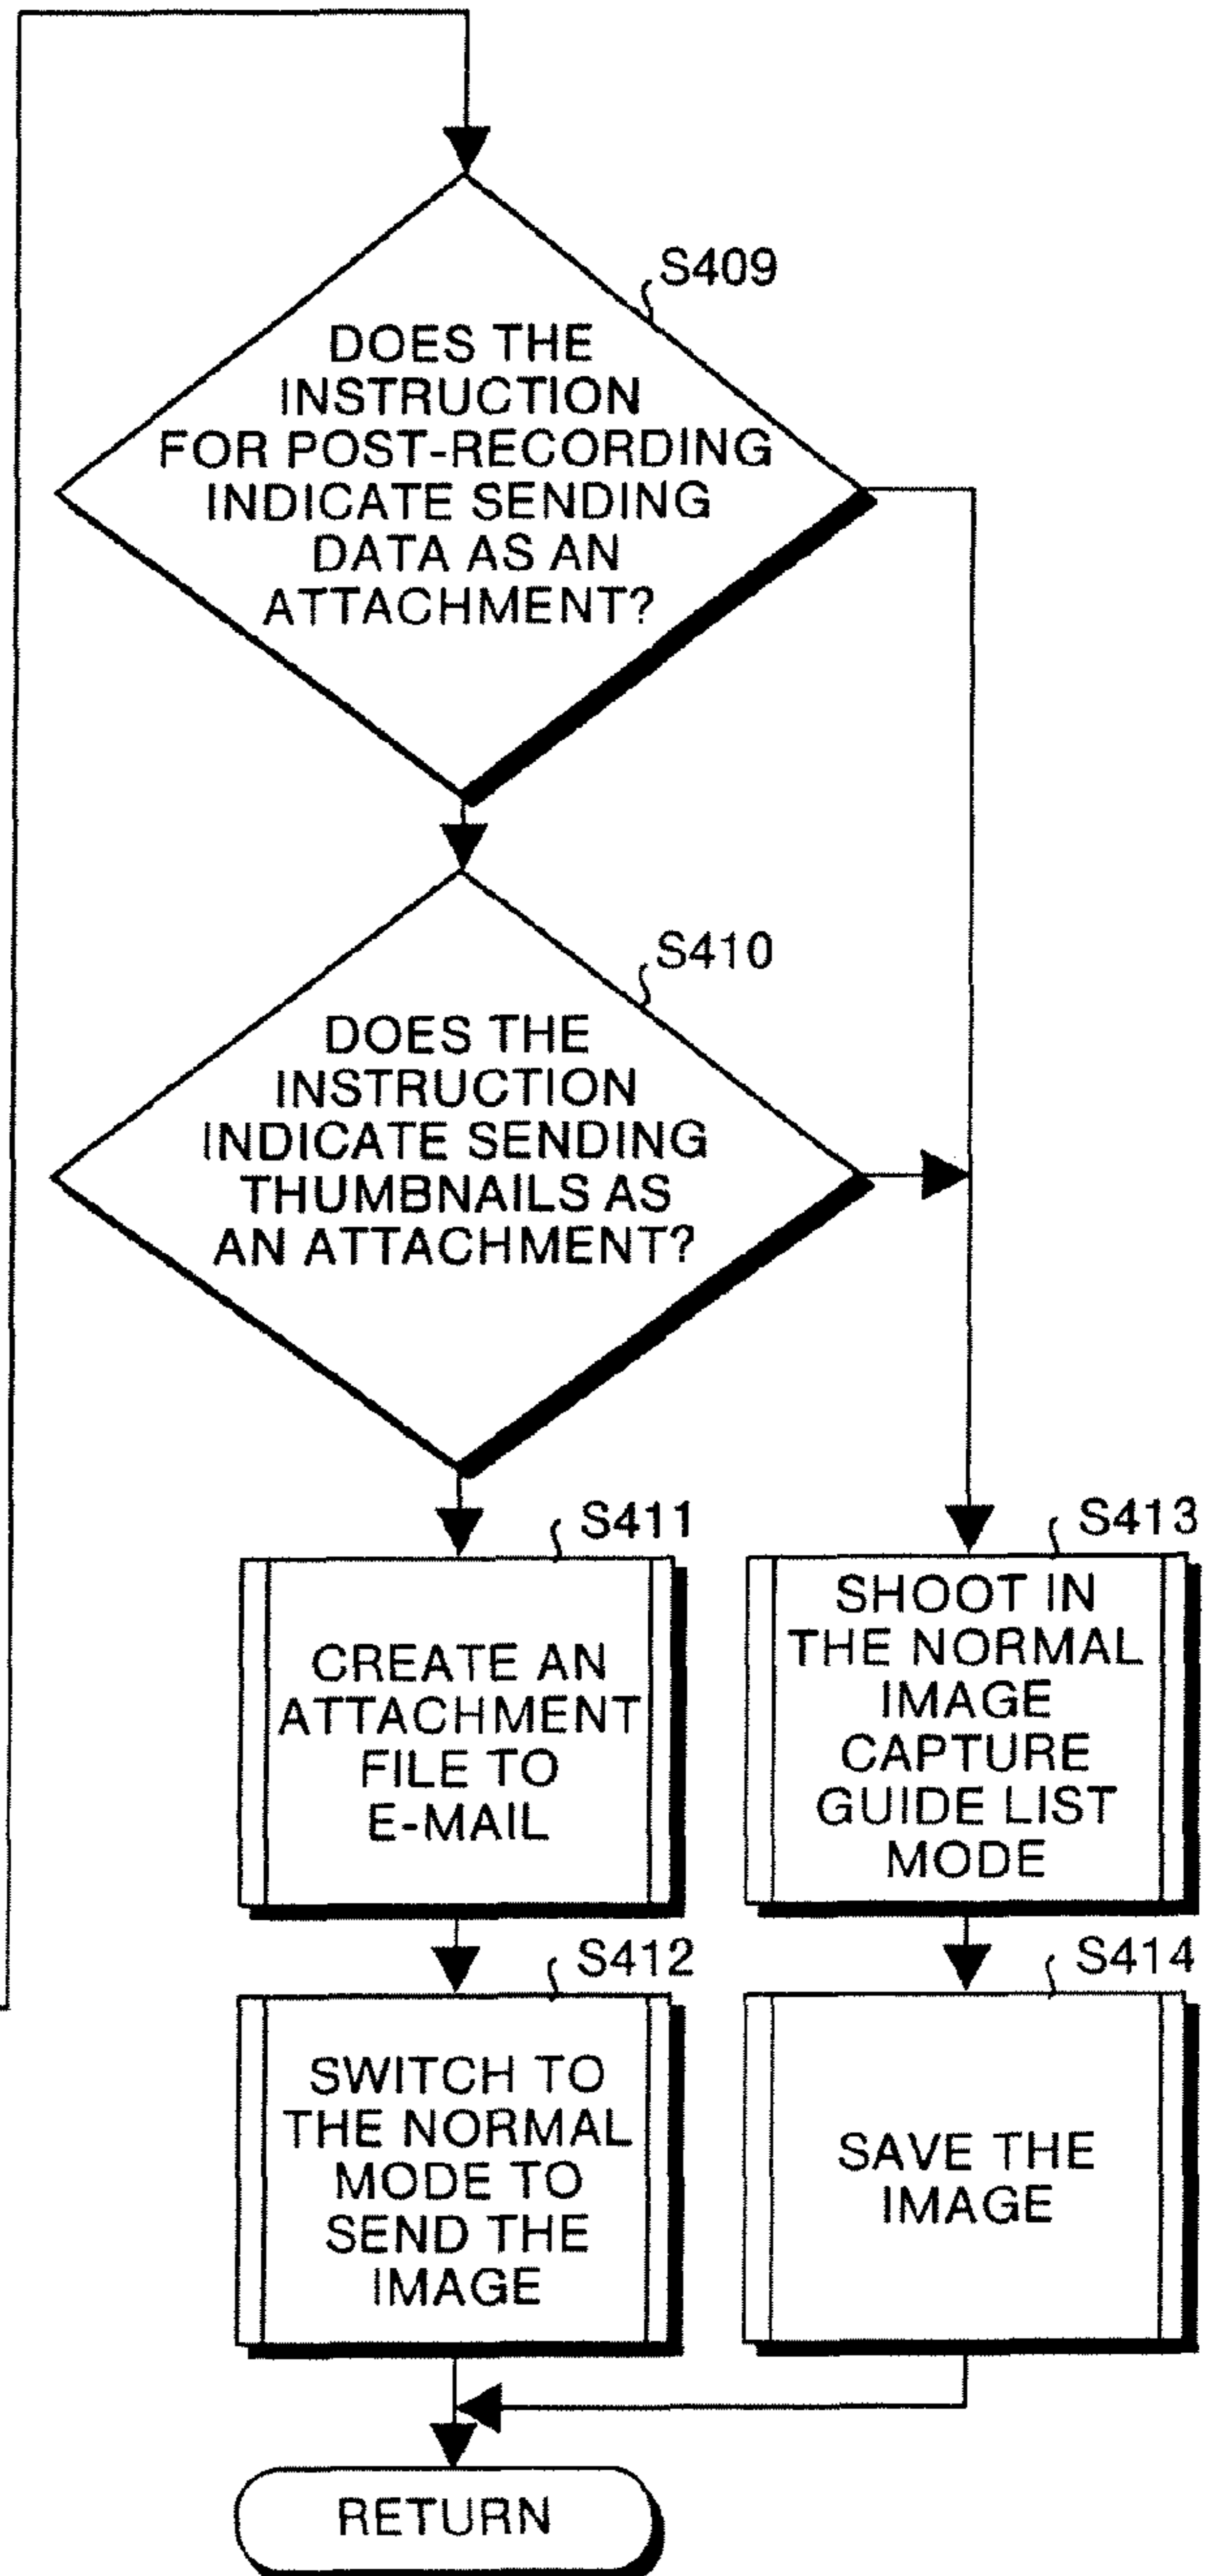 S409
DOES THE
INSTRUCTION
FOR POST-RECORDING
INDICATE SENDING
DATA AS AN
ATTACHMENT?
S410
DOES THE
INSTRUCTION
INDICATE SENDING
THUMBNAILS AS
AN ATTACHMENT?
S411
CREATE AN
ATTACHMENT
FILE TO
E-MAIL
S413
SHOOT IN
THE NORMAL
IMAGE
CAPTURE
GUIDE LIST
MODE
S412
SWITCH TO
THE NORMAL
MODE TO
SEND THE
IMAGE
S414
SAVE THE
IMAGE
RETURN